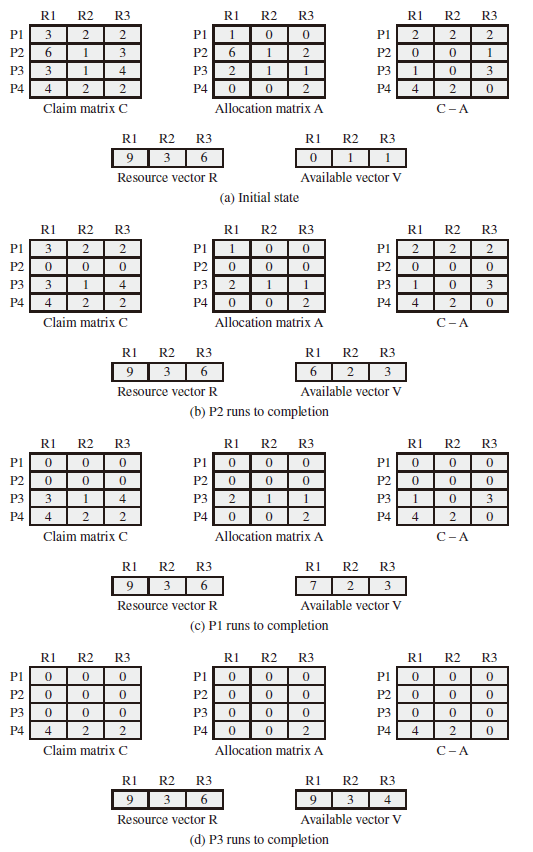 R1 R2 R3 R1 R2 R3 R1 R2 R3
P1 3 2 2 P1 1 0 0 P1 2 2 2
P2 6 1 3 P2 6 1 2 P2 0 0 1
P3 3 1 4 P3 2 1 1 P3 1 0 3
P4 4 2 2 P4 0 0 2 P4 4 2 0
Claim matrix C Allocation matrix A C – A
R1 R2 R3 R1 R2 R3
9 3 6 0 1 1
Resource vector R Available vector V
(a) Initial state
R1 R2 R3 R1 R2 R3 R1 R2 R3
P1 3 2 2 P1 1 0 0 P1 2 2 2
P2 0 0 0 P2 0 0 0 P2 0 0 0
P3 3 1 4 P3 2 1 1 P3 1 0 3
P4 4 2 2 P4 0 0 2 P4 4 2 0
Claim matrix C Allocation matrix A C – A
R1 R2 R3 R1 R2 R3
9 3 6 6 2 3
Resource vector R Available vector V
(b) P2 runs to completion
R1 R2 R3 R1 R2 R3 R1 R2 R3
P1 0 0 0 P1 0 0 0 P1 0 0 0
P2 0 0 0 P2 0 0 0 P2 0 0 0
P3 3 1 4 P3 2 1 1 P3 1 0 3
P4 4 2 2 P4 0 0 2 P4 4 2 0
Claim matrix C Allocation matrix A C – A
R1 R2 R3 R1 R2 R3
9 3 6 7 2 3
Resource vector R Available vector V
(c) P1 runs to completion
R1 R2 R3 R1 R2 R3 R1 R2 R3
P1 0 0 0 P1 0 0 0 P1 0 0 0
P2 0 0 0 P2 0 0 0 P2 0 0 0
P3 0 0 0 P3 0 0 0 P3 0 0 0
P4 4 2 2 P4 0 0 2 P4 4 2 0
Claim matrix C Allocation matrix A C – A
R1 R2 R3 R1 R2 R3
9 3 6 9 3 4
Resource vector R Available vector V
(d) P3 runs to completion